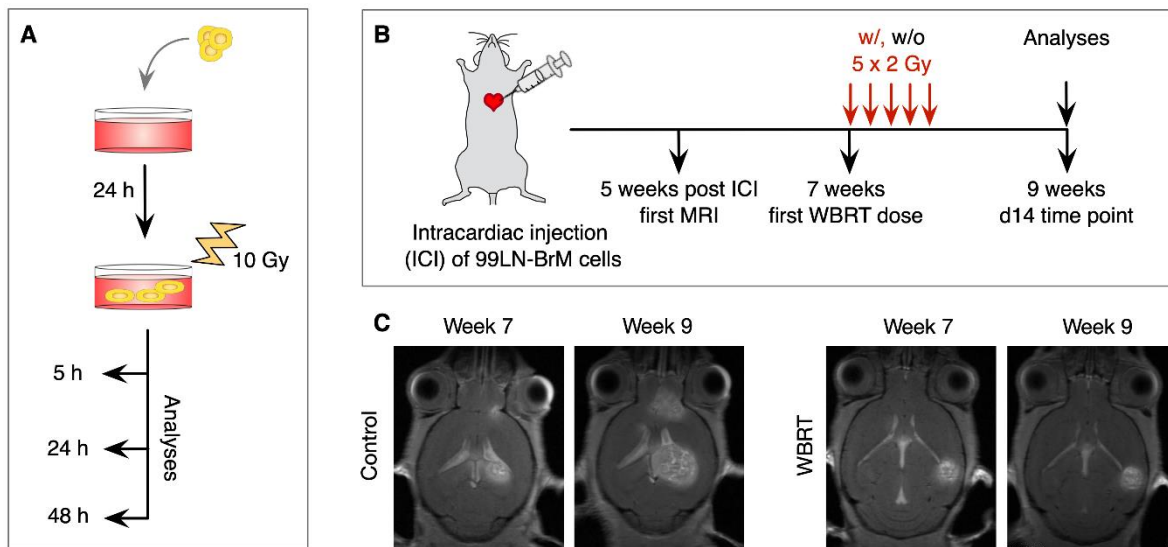 A
24 h
10 Gy
5 h
24 h
48 h
Analyses
B
w/, w/o
5 x 2 Gy
Analyses
5 weeks post ICI
first MRI
7 weeks
first WBRT dose
9 weeks
d14 time point
Intracardiac injection
(ICI) of 99LN-BrM cells
C
Week 7
Week 9
Week 7
Week 9
Control
WBRT